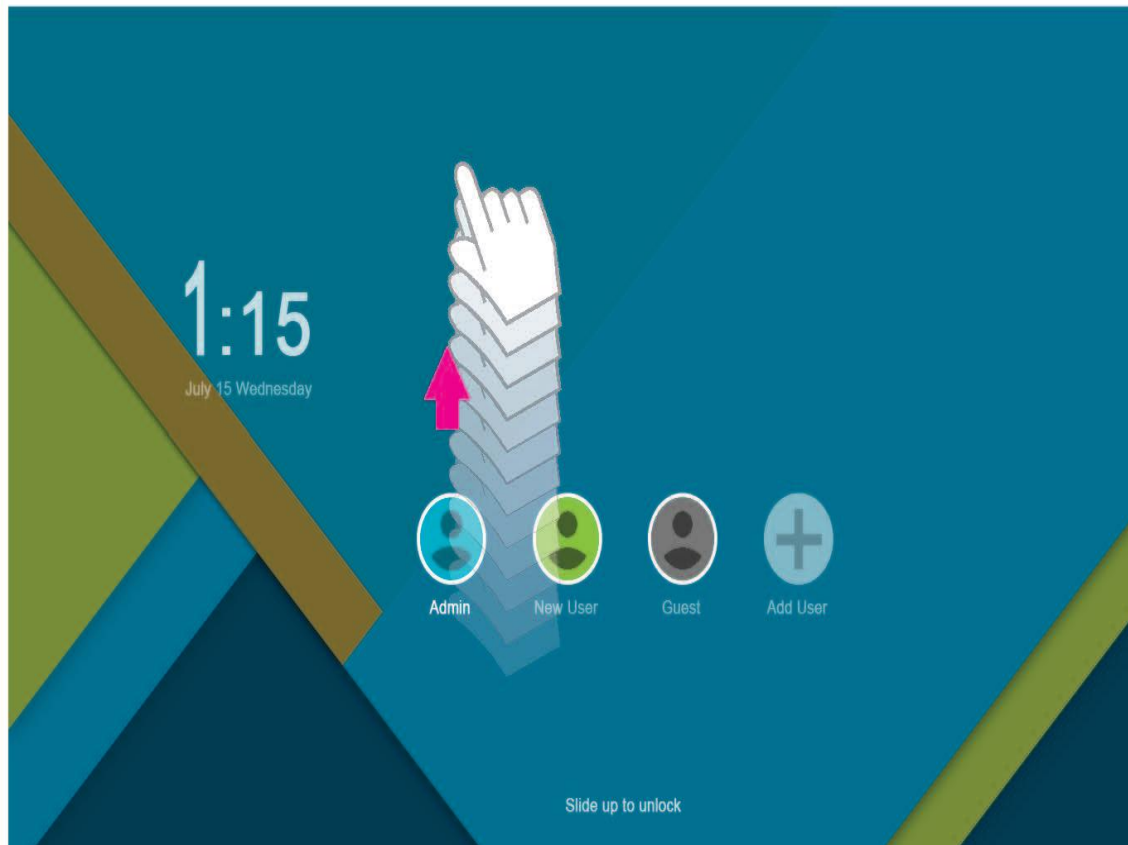 1:15
July 15 Wednesday
Admin
New User
Guest
Add User
Slide up to unlock